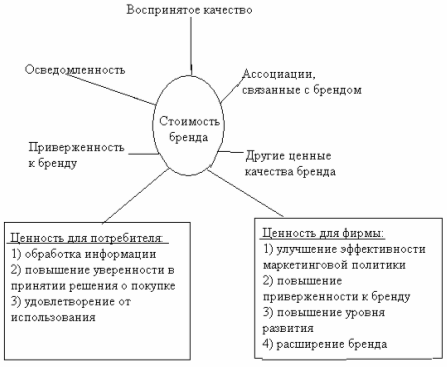 Воспринятое качество
Осведомленность
Ассоциации,
связанные с брендом
Стоимость
бренда
Приверженность
к бренду
Другие ценные
качества бренда
Ценность для потребителя:
1) обработка информации
2) повышение уверенности в
принятии решения о покупке
3) удовлетворение от
использования
Ценность для фирмы:
1) улучшение эффективности
маркетинговой политики
2) повышение
приверженности к бренду
3) повышение уровня
развития
4) расширение бренда